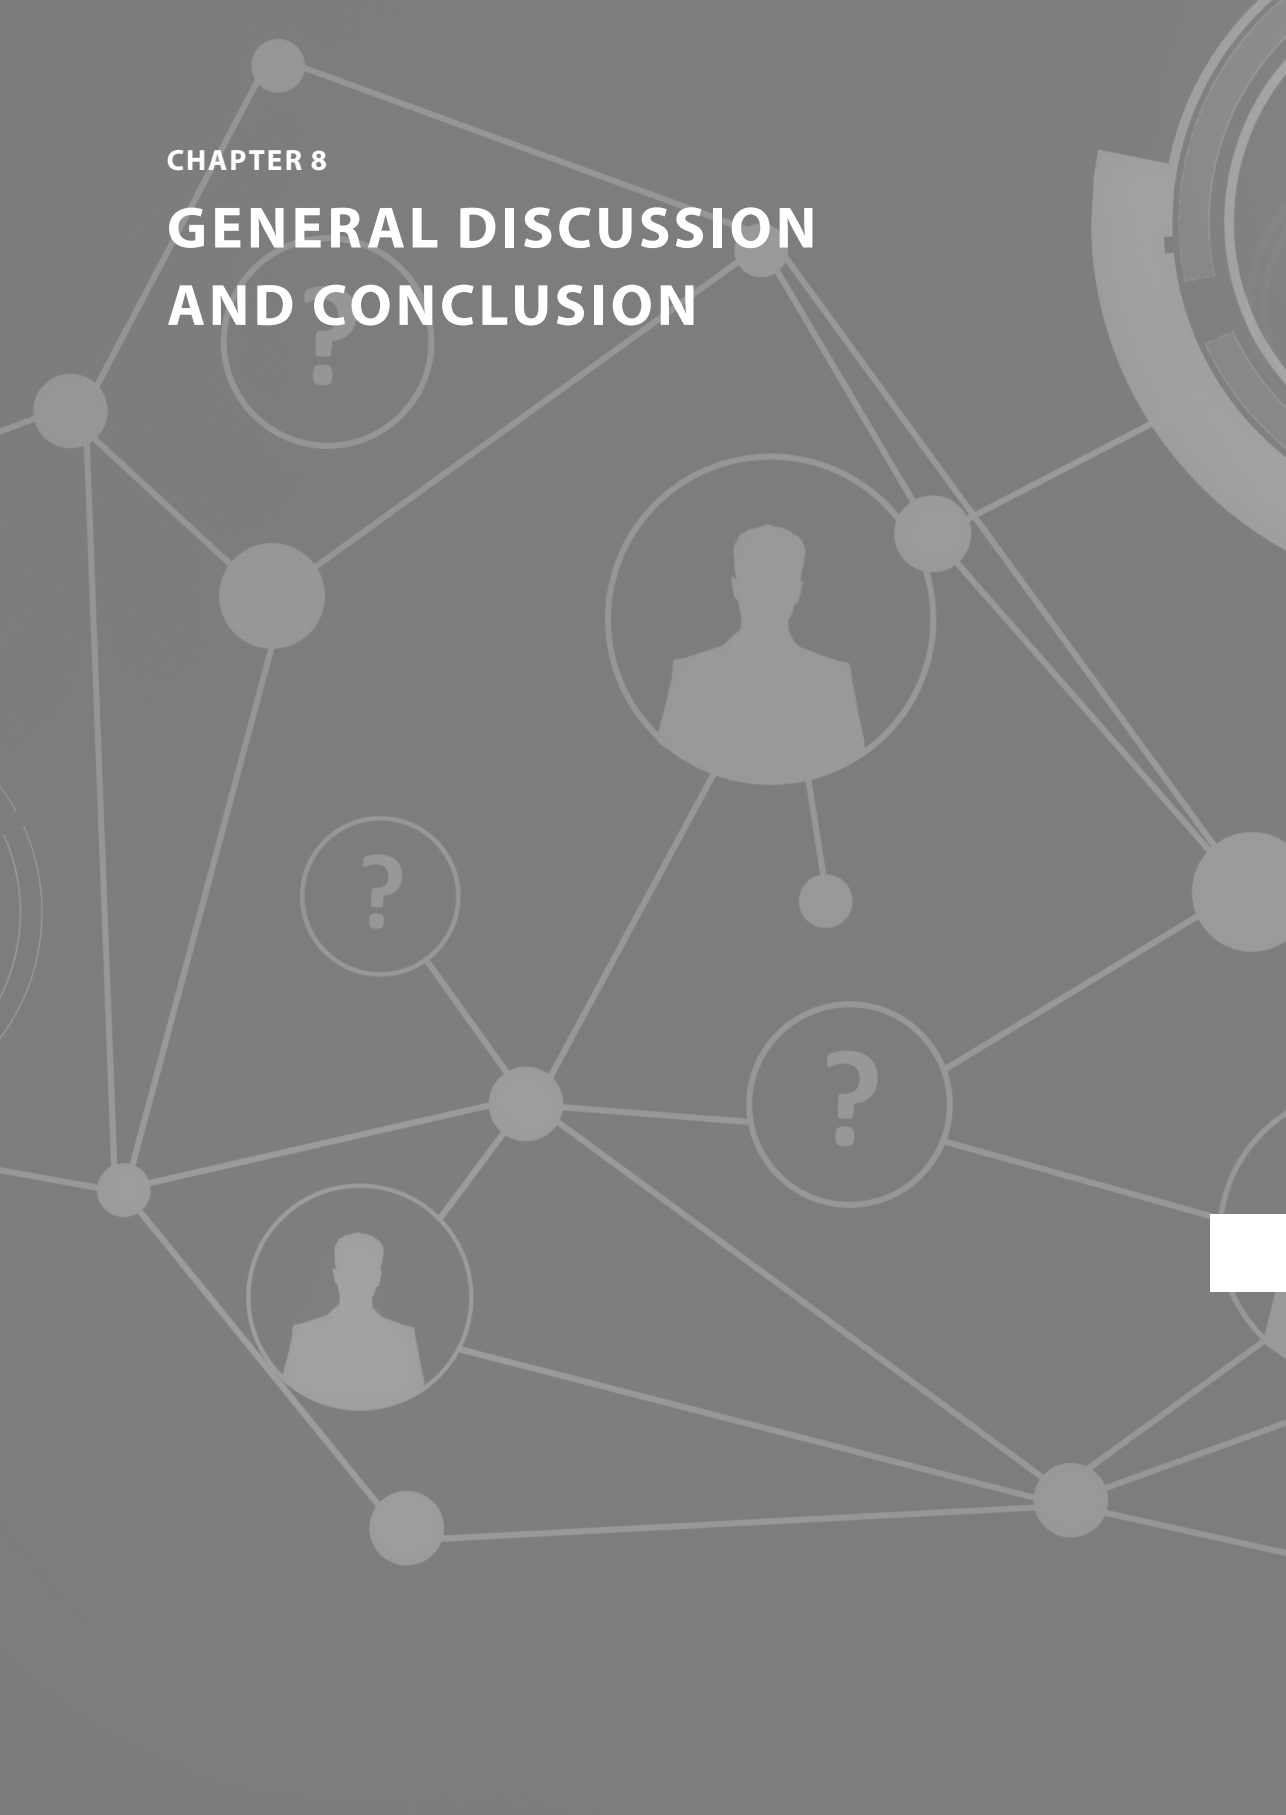 CHAPTER 8
GENERAL DISCUSSION
AND CONCLUSION
?
?
?